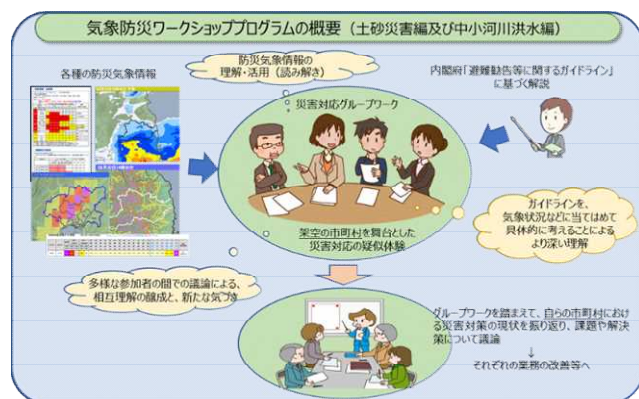 気象防災ワークショッププログラムの概要（土砂災害編及び中小河川洪水編）
防災気象情報の
理解・活用（読み解き）
各種の防災気象情報
内閣府「避難勧告等に関するガイドライン」
に基づく解説
災害対応グループワーク
架空の市町村を舞台とした
災害対応の疑似体験
ガイドラインを、
気象状況などに当てはめて
具体的に考えることによる
より深い理解
多様な参加者の間での議論による、
相互理解の醸成と、新たな気づき
グループワークを踏まえて、自らの市町村にお
ける災害対策の現状を振り返り、課題や解決
策について議論
↓
それぞれの業務の改善等へ